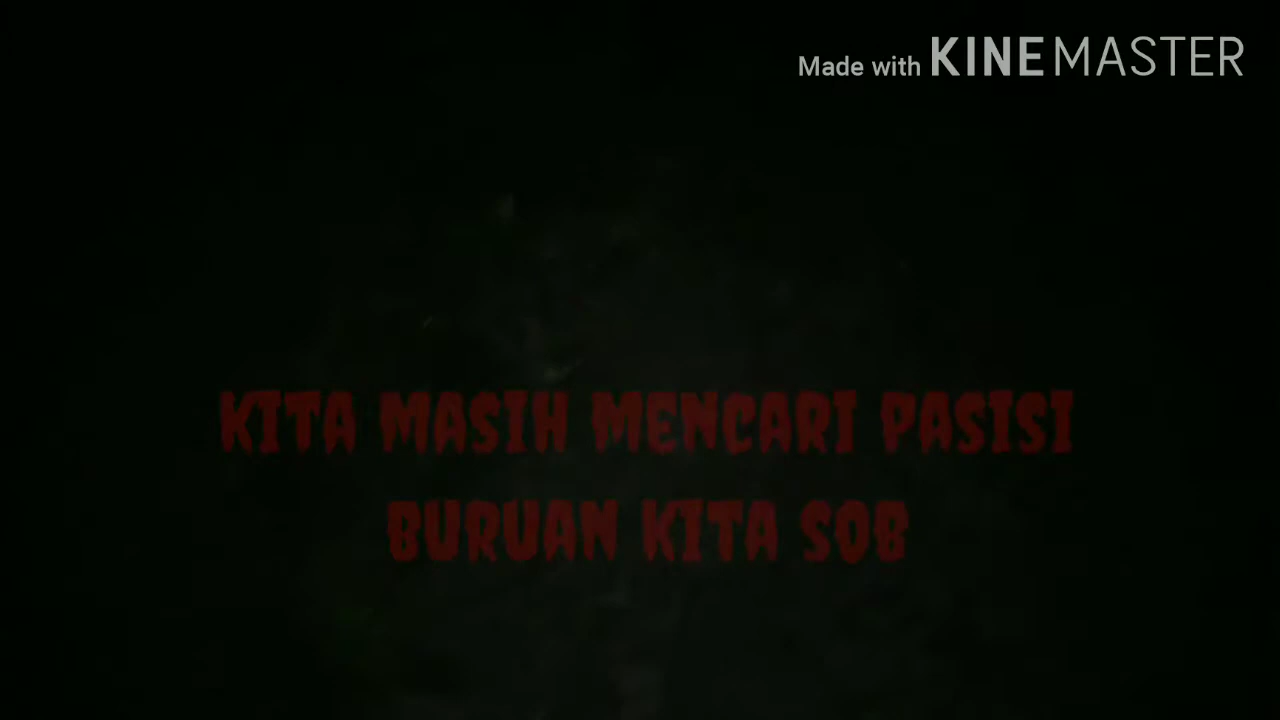 Made with KINEMASTER
KITA MASIH MENCARI PASISI
BURUAN KITA SOB